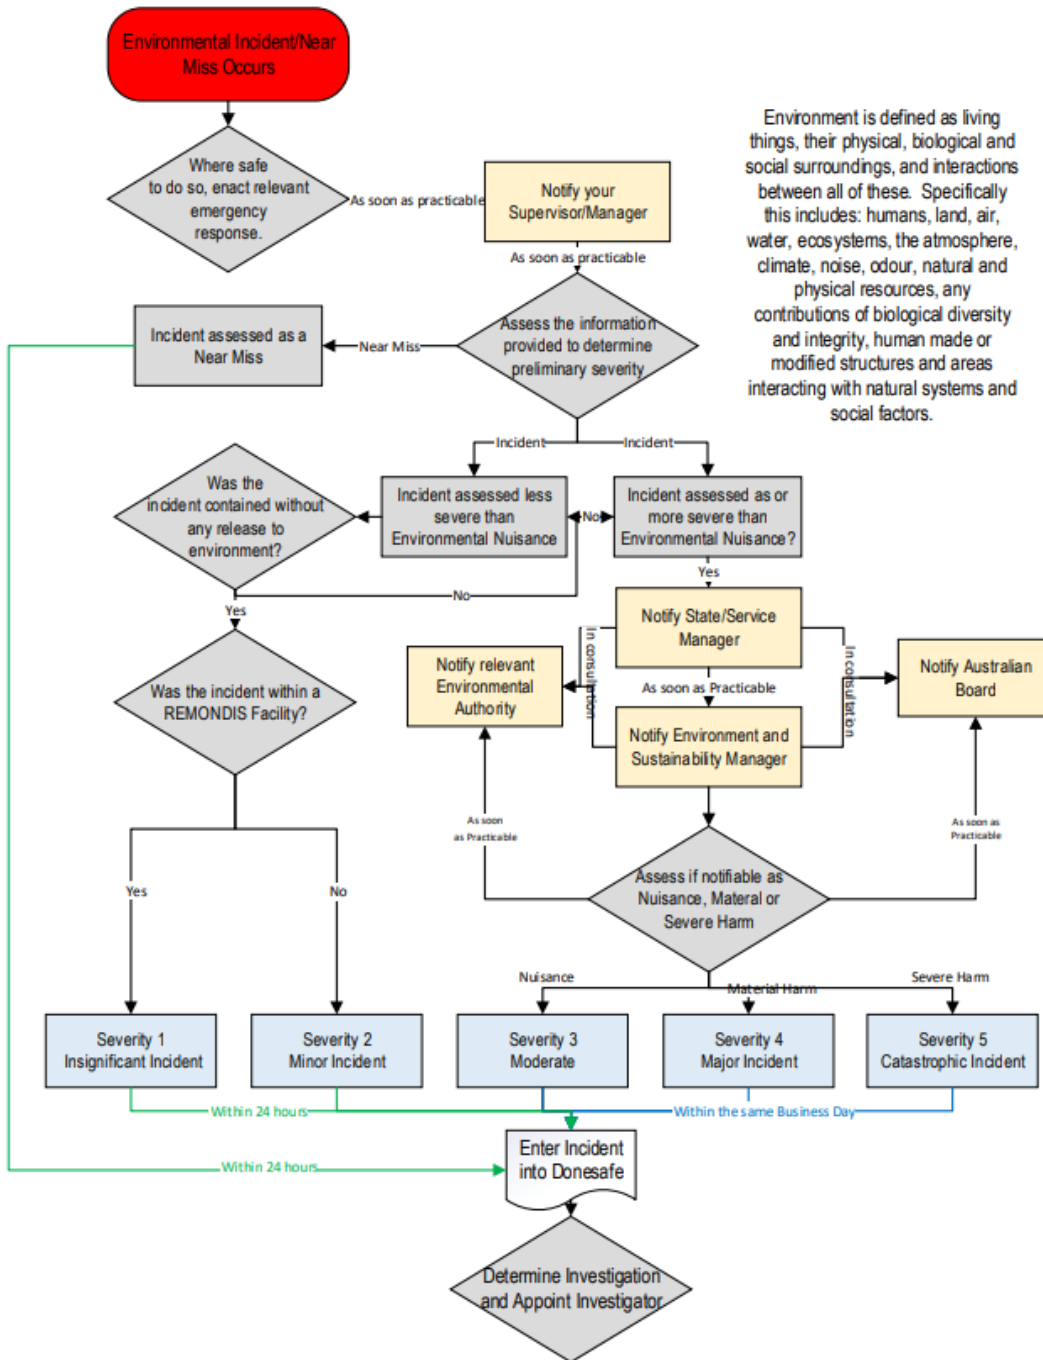 Environmental Incident/Near
Miss Occurs
Where safe
to do so, enact relevant
emergency
response.
As soon as practicable
Notify your
Supervisor/Manager
Environment is defined as living
things, their physical, biological and
social surroundings, and interactions
between all of these. Specifically
this includes: humans, land, air,
water, ecosystems, the atmosphere,
climate, noise, odour, natural and
physical resources, any
contributions of biological diversity
and integrity, human made or
modified structures and areas
interacting with natural systems and
social factors.
As soon as practicable
Incident assessed as a
Near Miss
Near Miss
Assess the information
provided to determine
preliminary severity
Incident
Incident
Was the
incident contained without
any release to
environment?
Incident assessed less
severe than
Environmental Nuisance
No
Incident assessed as or
more severe than
Environmental Nuisance?
No
Yes
Yes
Notify State/Service
Manager
In consultation
In consultation
Notify relevant
Environmental
Authority
As soon as Practicable
Notify Australian
Board
Was the incident within a
REMONDIS Facility?
Notify Environment and
Sustainability Manager
As soon
as Practicable
As soon as
Practicable
Yes
No
Assess if notifiable as
Nuisance, Materal or
Severe Harm
Nuisance
Material Harm
Severe Harm
Severity 1
Insignificant Incident
Severity 2
Minor Incident
Severity 3
Moderate
Severity 4
Major Incident
Severity 5
Catastrophic Incident
Within 24 hours
Within the same Business Day
Enter Incident
into Donesafe
Within 24 hours
Determine Investigation
and Appoint Investigator